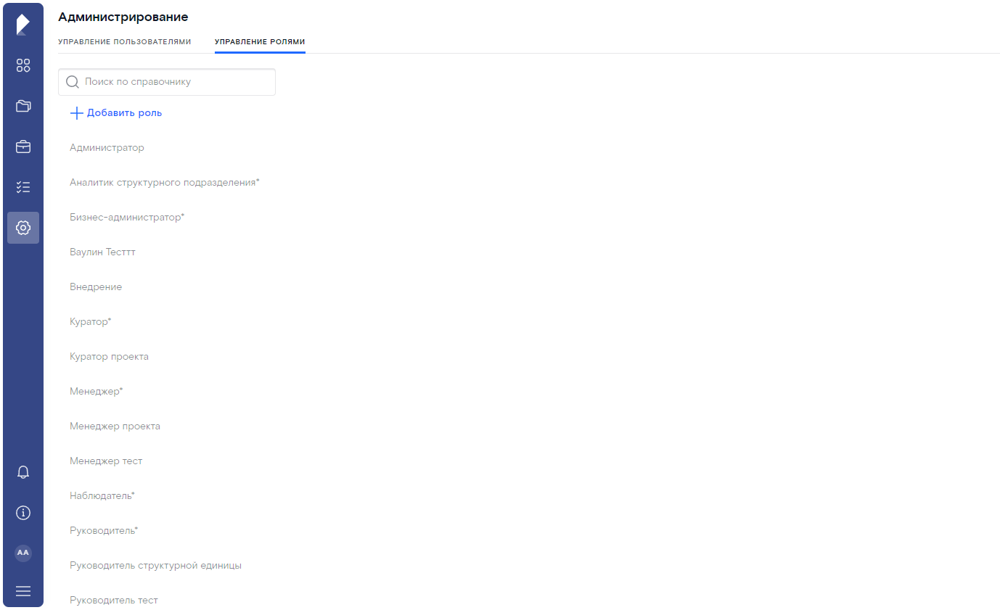 Администрирование
УПРАВЛЕНИЕ ПОЛЬЗОВАТЕЛЯМИ УПРАВЛЕНИЕ РОЛЯМИ
Поиск по справочнику
Добавить роль
Администратор
Аналитик структурного подразделения*
Бизнес-администратор*
Ваулин Тесттт
Внедрение
Куратор*
Куратор проекта
Менеджер*
Менеджер проекта
Менеджер тест
Наблюдатель*
Руководитель*
AA
Руководитель структурной единицы
Руководитель тест